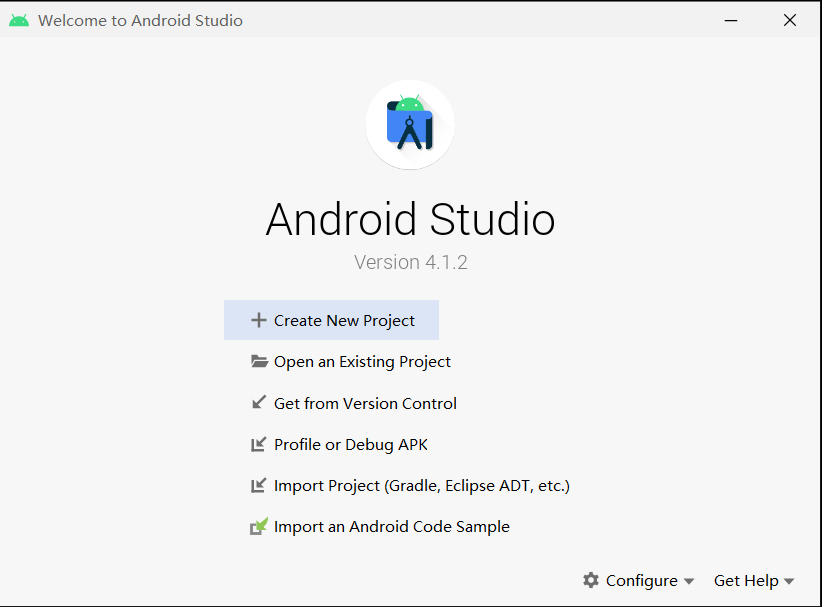 Welcome to Android Studio
Android Studio
Version 4.1.2
Create New Project
Open an Existing Project
Get from Version Control
Profile or Debug APK
Import Project (Gradle, Eclipse ADT, etc.)
Import an Android Code Sample
Configure Get Help